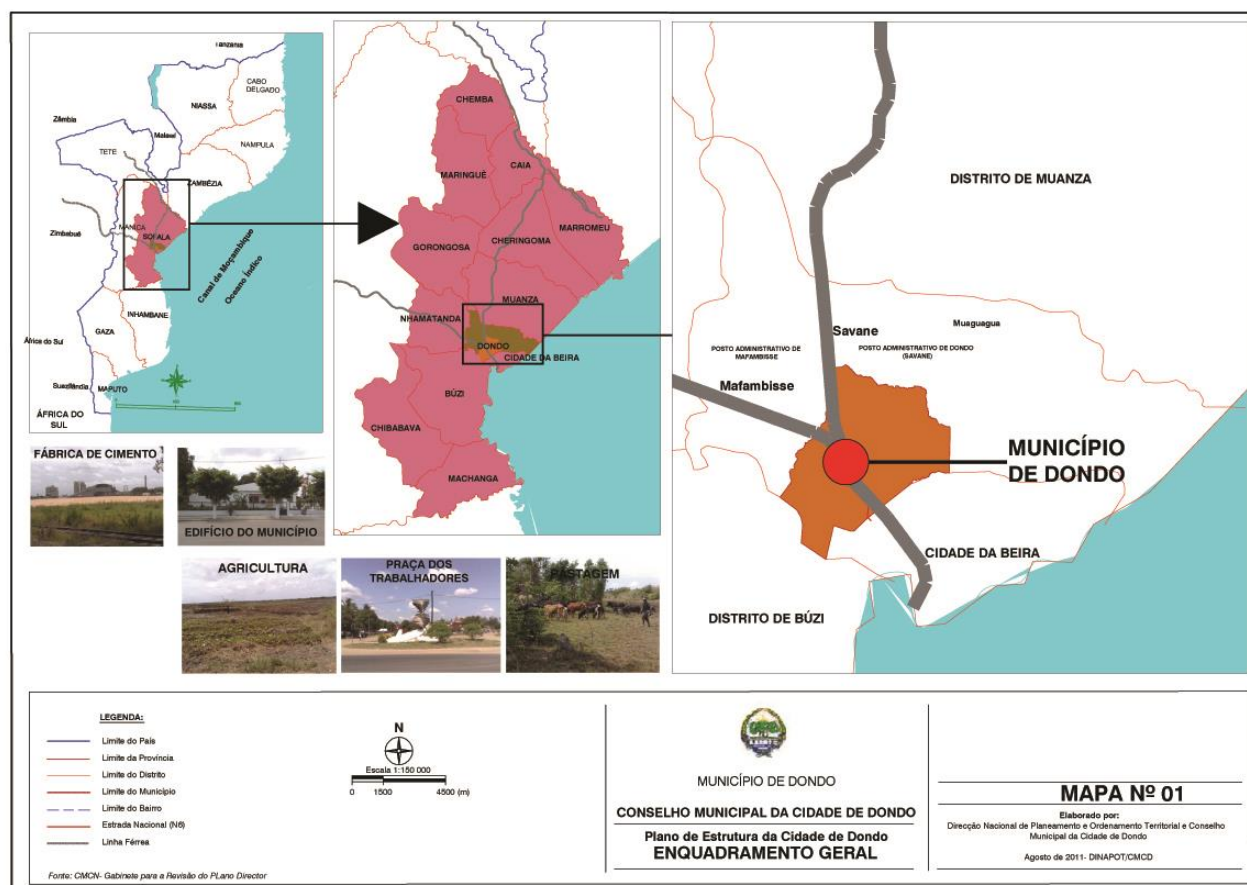 Tanzania
CABO
DELGADO
NIASSA
Zâmbia
Malawi
TETE
NAMPULA
ZAMBÉZIA
MANICA
SOFALA
Zimbabué
Canal de Moçambique
Oceano Índico
INHAMBANE
GAZA
África do Sul
Suazilândia
MAPUTO
ÁFRICA DO
SUL
CHEMBA
CAIA
MARINGUÈ
MARROMEU
CHERINGOMA
GORONGOSA
MUANZA
NHAMATANDA
DONDO
CIDADE DA BEIRA
BÚZI
CHIBABAVA
MACHANGA
DISTRITO DE MUANZA
Savane
Muaguagua
POSTO ADMINISTRATIVO DE
MAFAMBISSE
POSTO ADMINISTRATIVO DE DONDO
(SAVANE)
Mafambisse
MUNICÍPIO
DE DONDO
CIDADE DA BEIRA
DISTRITO DE BÚZI
FÁBRICA DE CIMENTO
EDIFÍCIO DO MUNICÍPIO
AGRICULTURA
PRAÇA DOS
TRABALHADORES
PASTAGEM
LEGENDA:
Limite do País
Limite da Província
Limite do Distrito
Limite do Município
Limite do Bairro
Estrada Nacional (N6)
Linha Férrea
Fonte: CMCN- Gabinete para a Revisão do PLano Director
N
Escala 1:150 000
0 1500 4500 (m)
MUNICÍPIO DE DONDO
CONSELHO MUNICIPAL DA CIDADE DE DONDO
Plano de Estrutura da Cidade de Dondo
ENQUADRAMENTO GERAL
MAPA Nº 01
Elaborado por:
Direcção Nacional de Planeamento e Ordenamento Territorial e Conselho
Municipal da Cidade de Dondo
Agosto de 2011- DINAPOT/CMCD